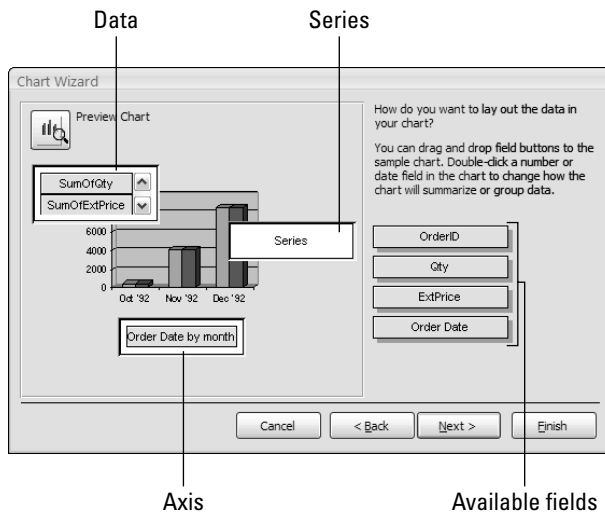 Data
Series
Chart Wizard
Preview Chart
SumOfQty
SumOfExtPrice
6000
4000
2000
0
Oct '92 Nov '92 Dec '92
Series
Order Date by month
How do you want to lay out the data in
your chart?
You can drag and drop field buttons to the
sample chart. Double-click a number or
date field in the chart to change how the
chart will summarize or group data.
OrderID
Qty
ExtPrice
Order Date
Cancel
< Back
Next >
Finish
Axis
Available fields